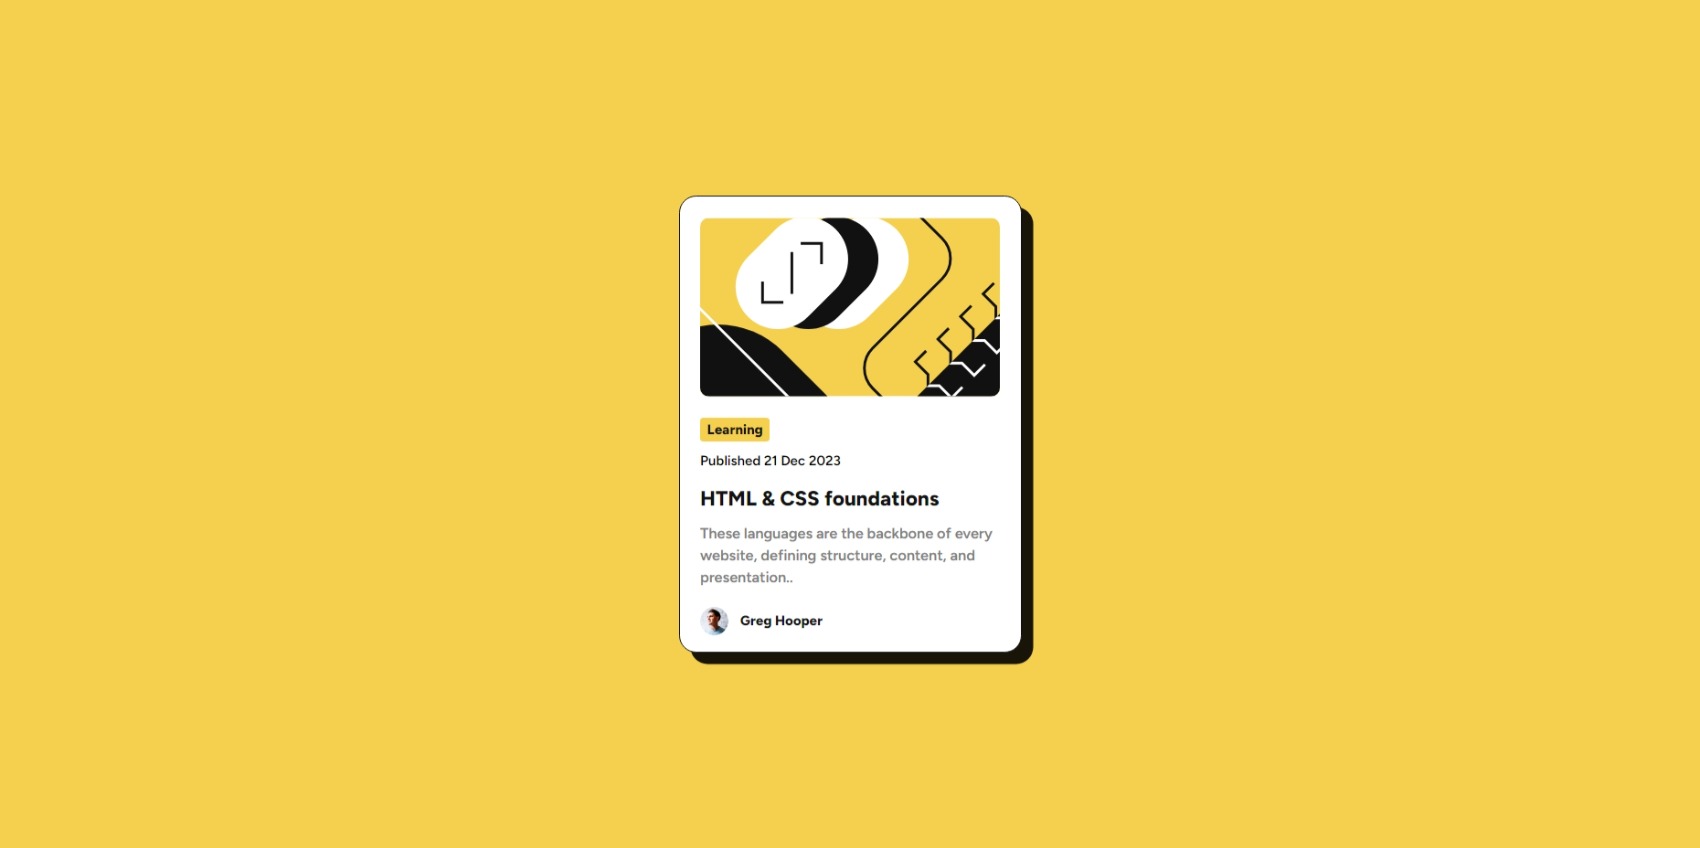 Learning
Published 21 Dec 2023
HTML & CSS foundations
These languages are the backbone of every
website, defining structure, content, and
presentation..
Greg Hooper